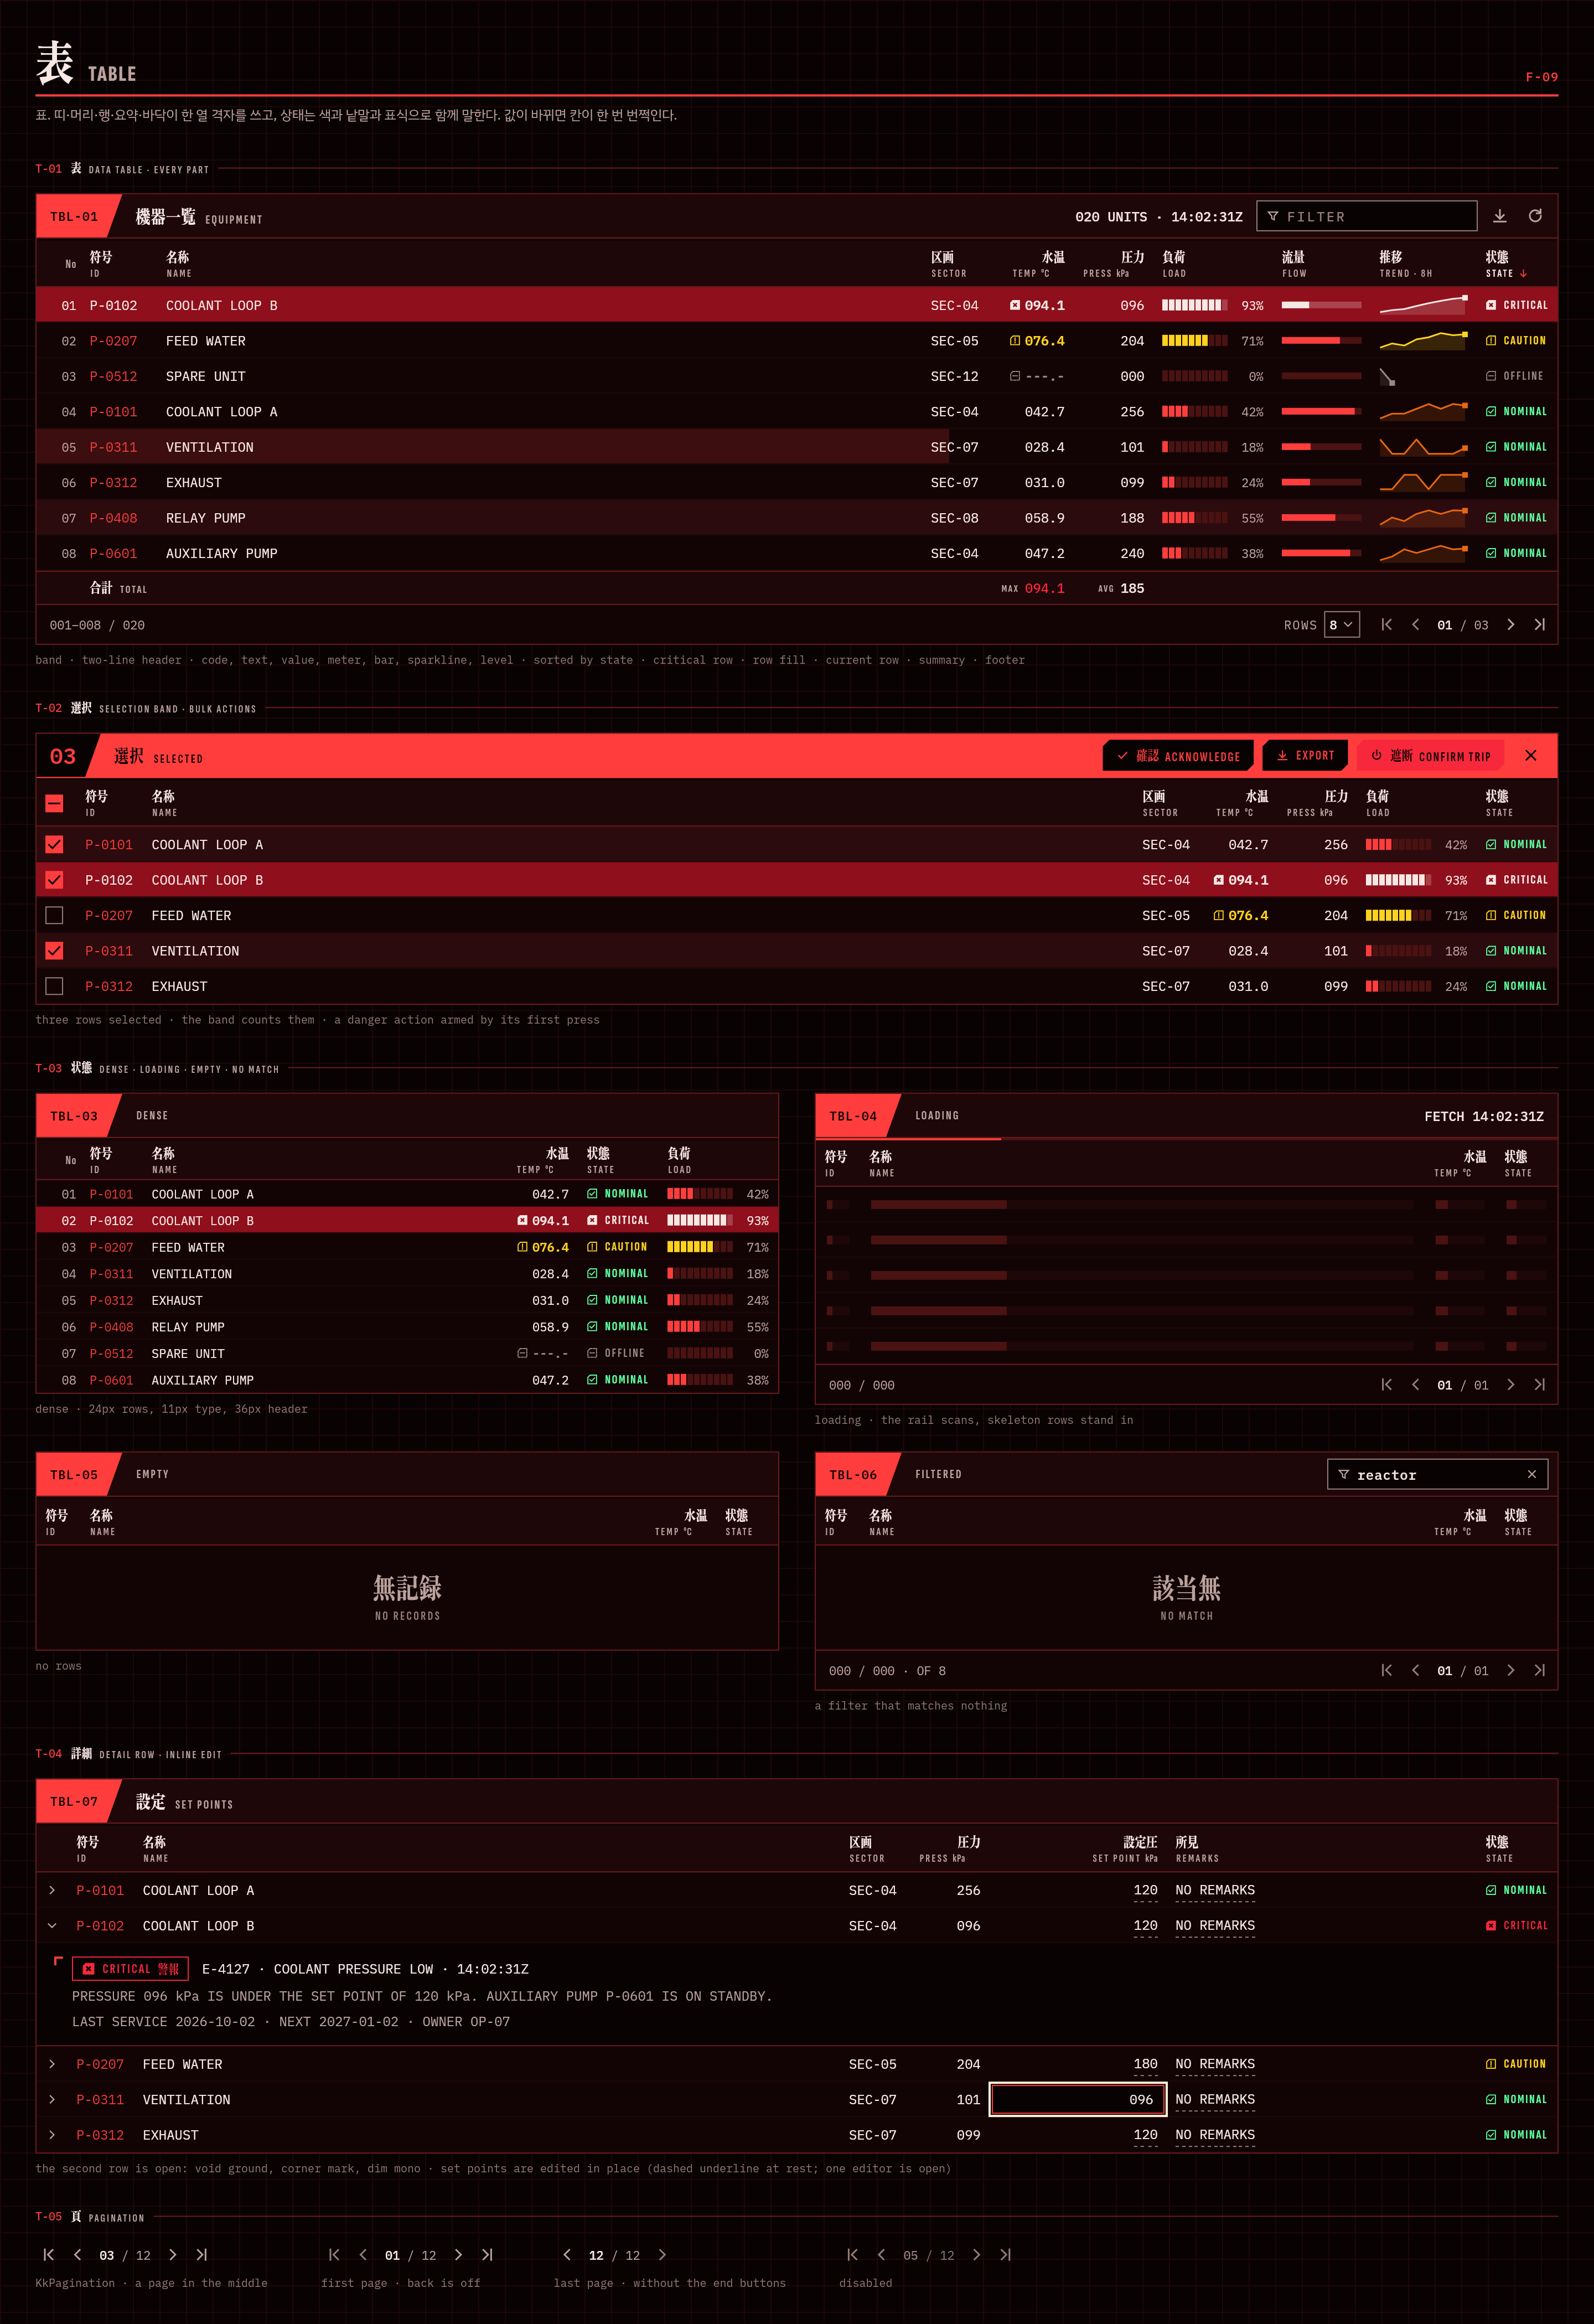 表 TABLE F-09
표. 띠·머리·행·요약·바닥이 한 열 격자를 쓰고, 상태는 색과 낱말과 표식으로 함께 말한다. 값이 바뀌면 칸이 한 번 번쩍인다.
T-01 表 DATA TABLE · EVERY PART
TBL-01 機器一覧 EQUIPMENT 020 UNITS · 14:02:31Z FILTER
No 符号 名称 区画 水温 圧力 負荷 流量 推移 状態
ID NAME SECTOR TEMP °C PRESS kPa LOAD FLOW TREND · 8H STATE ↓
01 P-0102 COOLANT LOOP B SEC-04 094.1 096 93% CRITICAL
02 P-0207 FEED WATER SEC-05 076.4 204 71% CAUTION
03 P-0512 SPARE UNIT SEC-12 ---.- 000 0% OFFLINE
04 P-0101 COOLANT LOOP A SEC-04 042.7 256 42% NOMINAL
05 P-0311 VENTILATION SEC-07 028.4 101 18% NOMINAL
06 P-0312 EXHAUST SEC-07 031.0 099 24% NOMINAL
07 P-0408 RELAY PUMP SEC-08 058.9 188 55% NOMINAL
08 P-0601 AUXILIARY PUMP SEC-04 047.2 240 38% NOMINAL
合計 TOTAL MAX 094.1 AVG 185
001–008 / 020 ROWS 8 01 / 03
band · two-line header · code, text, value, meter, bar, sparkline, level · sorted by state · critical row · row fill · current row · summary · footer
T-02 選択 SELECTION BAND · BULK ACTIONS
03 選択 SELECTED 確認 ACKNOWLEDGE EXPORT 遮断 CONFIRM TRIP
符号 名称 区画 水温 圧力 負荷 状態
ID NAME SECTOR TEMP °C PRESS kPa LOAD STATE
P-0101 COOLANT LOOP A SEC-04 042.7 256 42% NOMINAL
P-0102 COOLANT LOOP B SEC-04 094.1 096 93% CRITICAL
P-0207 FEED WATER SEC-05 076.4 204 71% CAUTION
P-0311 VENTILATION SEC-07 028.4 101 18% NOMINAL
P-0312 EXHAUST SEC-07 031.0 099 24% NOMINAL
three rows selected · the band counts them · a danger action armed by its first press
T-03 状態 DENSE · LOADING · EMPTY · NO MATCH
TBL-03 DENSE
No 符号 名称 水温 状態 負荷
ID NAME TEMP °C STATE LOAD
01 P-0101 COOLANT LOOP A 042.7 NOMINAL 42%
02 P-0102 COOLANT LOOP B 094.1 CRITICAL 93%
03 P-0207 FEED WATER 076.4 CAUTION 71%
04 P-0311 VENTILATION 028.4 NOMINAL 18%
05 P-0312 EXHAUST 031.0 NOMINAL 24%
06 P-0408 RELAY PUMP 058.9 NOMINAL 55%
07 P-0512 SPARE UNIT ---.- OFFLINE 0%
08 P-0601 AUXILIARY PUMP 047.2 NOMINAL 38%
dense · 24px rows, 11px type, 36px header
TBL-04 LOADING FETCH 14:02:31Z
符号 名称 水温 状態
ID NAME TEMP °C STATE
000 / 000 01 / 01
loading · the rail scans, skeleton rows stand in
TBL-05 EMPTY
符号 名称 水温 状態
ID NAME TEMP °C STATE
無記録
NO RECORDS
no rows
TBL-06 FILTERED reactor
符号 名称 水温 状態
ID NAME TEMP °C STATE
該当無
NO MATCH
000 / 000 · OF 8 01 / 01
a filter that matches nothing
T-04 詳細 DETAIL ROW · INLINE EDIT
TBL-07 設定 SET POINTS
符号 名称 区画 圧力 設定圧 所見 状態
ID NAME SECTOR PRESS kPa SET POINT kPa REMARKS STATE
P-0101 COOLANT LOOP A SEC-04 256 120 NO REMARKS NOMINAL
P-0102 COOLANT LOOP B SEC-04 096 120 NO REMARKS CRITICAL
CRITICAL 警報 E-4127 · COOLANT PRESSURE LOW · 14:02:31Z
PRESSURE 096 kPa IS UNDER THE SET POINT OF 120 kPa. AUXILIARY PUMP P-0601 IS ON STANDBY.
LAST SERVICE 2026-10-02 · NEXT 2027-01-02 · OWNER OP-07
P-0207 FEED WATER SEC-05 204 180 NO REMARKS CAUTION
P-0311 VENTILATION SEC-07 101 096 NO REMARKS NOMINAL
P-0312 EXHAUST SEC-07 099 120 NO REMARKS NOMINAL
the second row is open: void ground, corner mark, dim mono · set points are edited in place (dashed underline at rest; one editor is open)
T-05 頁 PAGINATION
03 / 12 01 / 12 12 / 12 05 / 12
KkPagination · a page in the middle first page · back is off last page · without the end buttons disabled